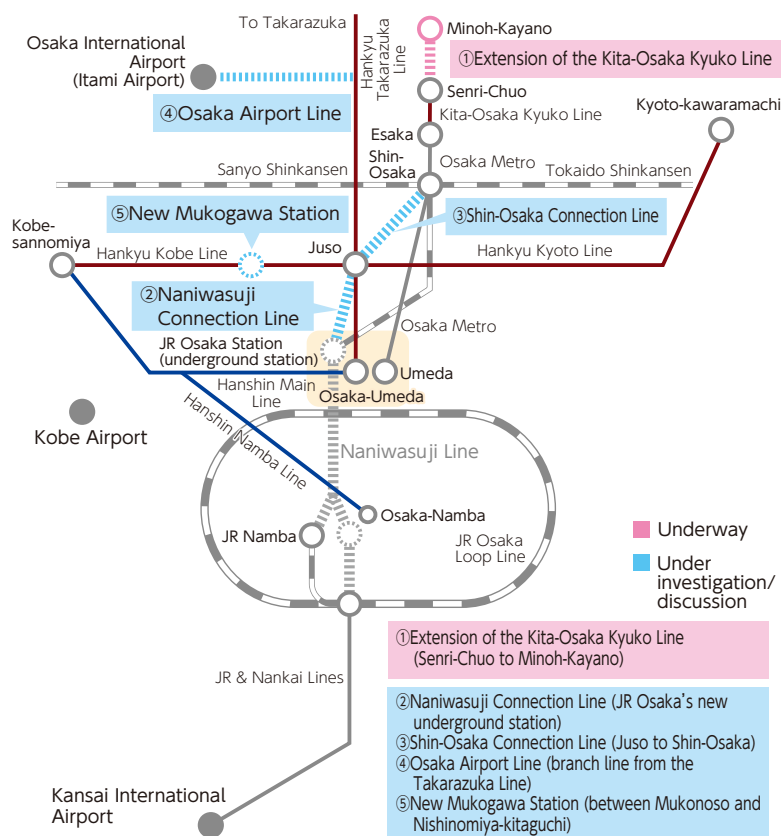 To Takarazuka
Hankyu
Takarazuka
Line
Minoh-Kayano
Osaka International
Airport
(Itami Airport)
①Extension of the Kita-Osaka Kyuko Line
④Osaka Airport Line
Senri-Chuo
Kita-Osaka Kyuko Line
Kyoto-kawaramachi
Esaka
Shin-
Osaka
Osaka Metro
Sanyo Shinkansen
Tokaido Shinkansen
⑤New Mukogawa Station
③Shin-Osaka Connection Line
Kobe-
sannomiya
Hankyu Kobe Line
Juso
Hankyu Kyoto Line
②Naniwasuji
Connection Line
Osaka Metro
JR Osaka Station
(underground station)
Umeda
Osaka-Umeda
Hanshin Main
Line
Kobe Airport
Hanshin Namba Line
Naniwasuji Line
Osaka-Namba
JR Namba
JR Osaka
Loop Line
Underway
Under
investigation/
discussion
JR & Nankai Lines
①Extension of the Kita-Osaka Kyuko Line
(Senri-Chuo to Minoh-Kayano)
②Naniwasuji Connection Line (JR Osaka's new
underground station)
③Shin-Osaka Connection Line (Juso to Shin-Osaka)
④Osaka Airport Line (branch line from the
Takarazuka Line)
⑤New Mukogawa Station (between Mukonoso and
Nishinomiya-kitaguchi)
Kansai International
Airport